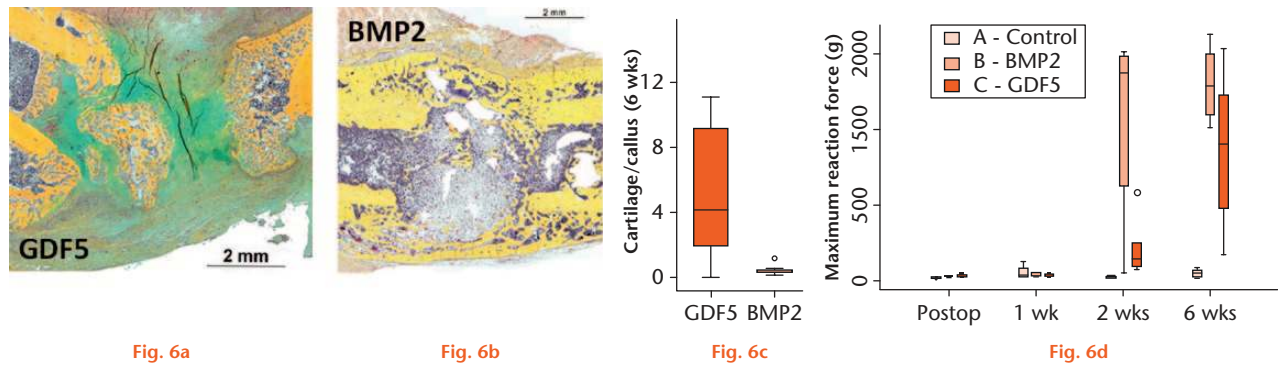 GDF5
2 mm
Fig. 6a
BMP2
2 mm
Fig. 6b
Cartilage/callus (6 wks)
12
8
4
0
GDF5 BMP2
Fig. 6c
Maximum reaction force (g)
2000
1500
500
0
A - Control
B - BMP2
C - GDF5
Postop 1 wk 2 wks 6 wks
Fig. 6d